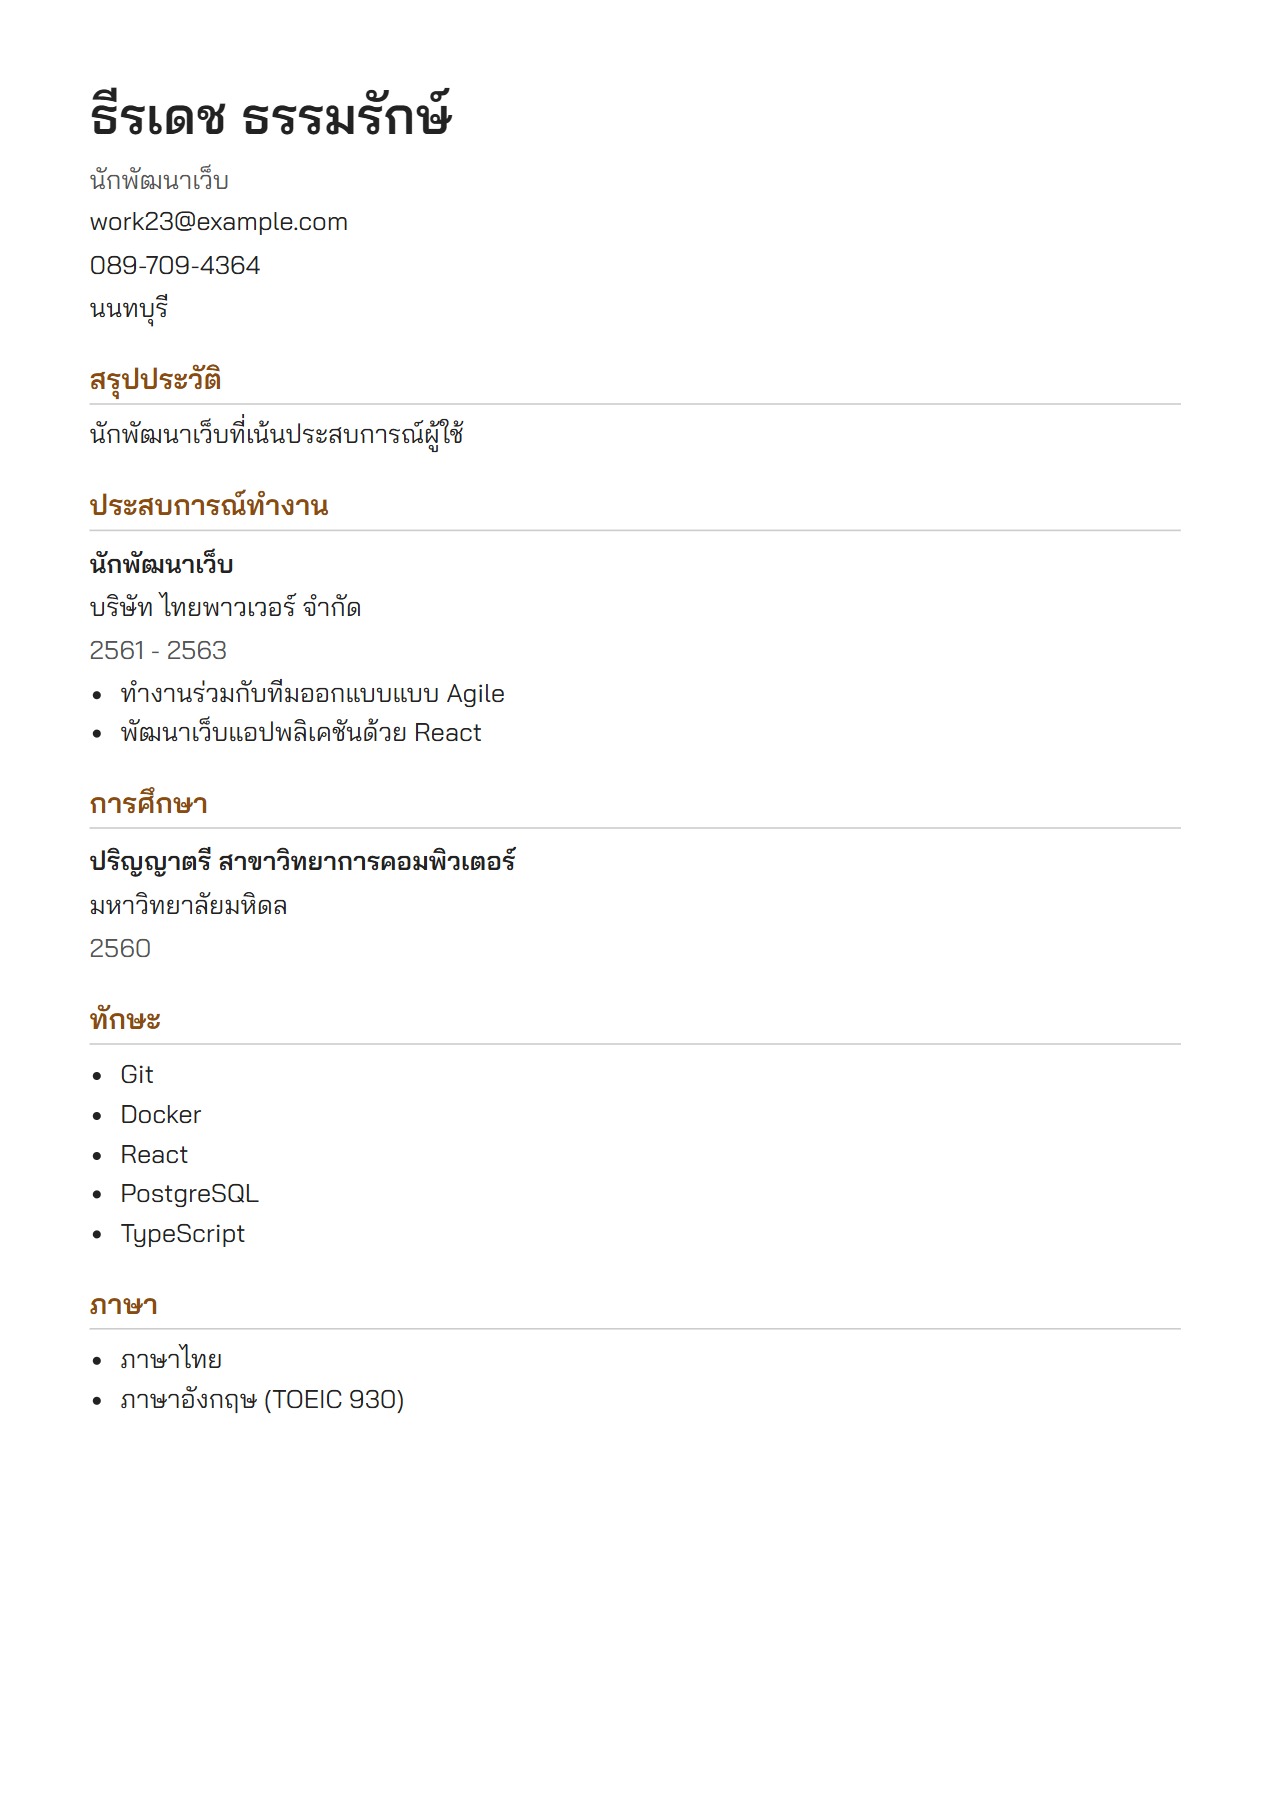 ธีรเดช ธรรมรักษ์
นักพัฒนาเว็บ
work23@example.com
089-709-4364
นนทบุรี
สรุปประวัติ
นักพัฒนาเว็บที่เน้นประสบการณ์ผู้ใช้
ประสบการณ์ทำงาน
นักพัฒนาเว็บ
บริษัท ไทยพาวเวอร์ จำกัด
2561 - 2563
• ทำงานร่วมกับทีมออกแบบแบบ Agile
• พัฒนาเว็บแอปพลิเคชันด้วย React
การศึกษา
ปริญญาตรี สาขาวิทยาการคอมพิวเตอร์
มหาวิทยาลัยมหิดล
2560
ทักษะ
• Git
• Docker
• React
• PostgreSQL
• TypeScript
ภาษา
• ภาษาไทย
• ภาษาอังกฤษ (TOEIC 930)